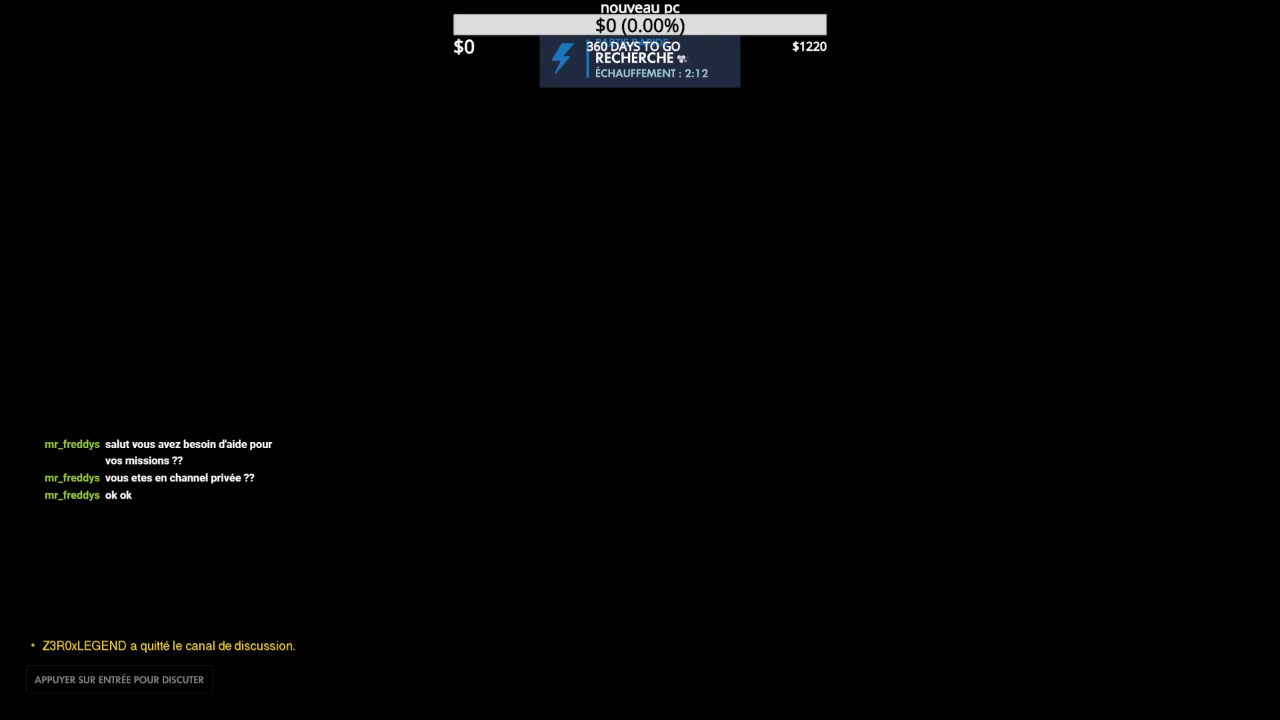 nouveau pc
$0 (0.00%)
$0
360 DAYS TO GO
$1220
PARTIE RAPIDE
RECHERCHE
ÉCHAUFFEMENT : 2:12
mr_freddys salut vous avez besoin d'aide pour
vos missions ??
mr_freddys vous etes en channel privée ??
mr_freddys ok ok
• Z3R0xLEGEND a quitté le canal de discussion.
APPUYER SUR ENTRÉE POUR DISCUTER